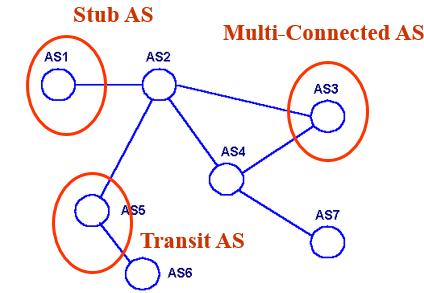 Stub AS
Multi-Connected AS
AS1
AS2
AS3
AS4
AS5
AS7
Transit AS
AS6